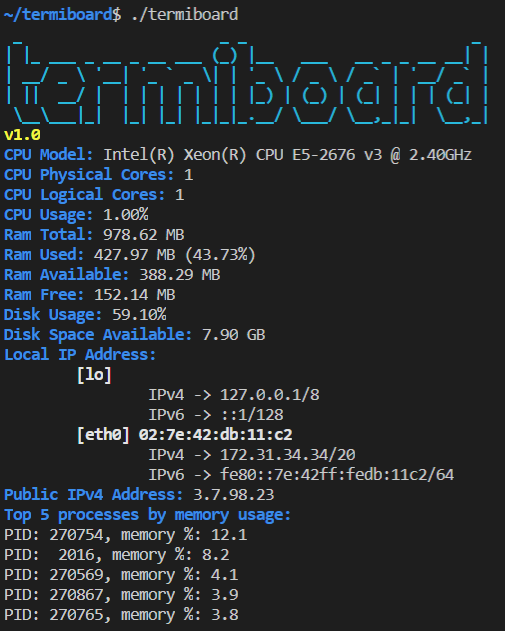 ~/termiboard$ ./termiboard
termiboard
v1.0
CPU Model: Intel(R) Xeon(R) CPU E5-2676 v3 @ 2.40GHz
CPU Physical Cores: 1
CPU Logical Cores: 1
CPU Usage: 1.00%
Ram Total: 978.62 MB
Ram Used: 427.97 MB (43.73%)
Ram Available: 388.29 MB
Ram Free: 152.14 MB
Disk Usage: 59.10%
Disk Space Available: 7.90 GB
Local IP Address:
[lo]
IPv4 -> 127.0.0.1/8
IPv6 -> ::1/128
[eth0] 02:7e:42:db:11:c2
IPv4 -> 172.31.34.34/20
IPv6 -> fe80::7e:42ff:fedb:11c2/64
Public IPv4 Address: 3.7.98.23
Top 5 processes by memory usage:
PID: 270754, memory %: 12.1
PID:  2016, memory %: 8.2
PID: 270569, memory %: 4.1
PID: 270867, memory %: 3.9
PID: 270765, memory %: 3.8